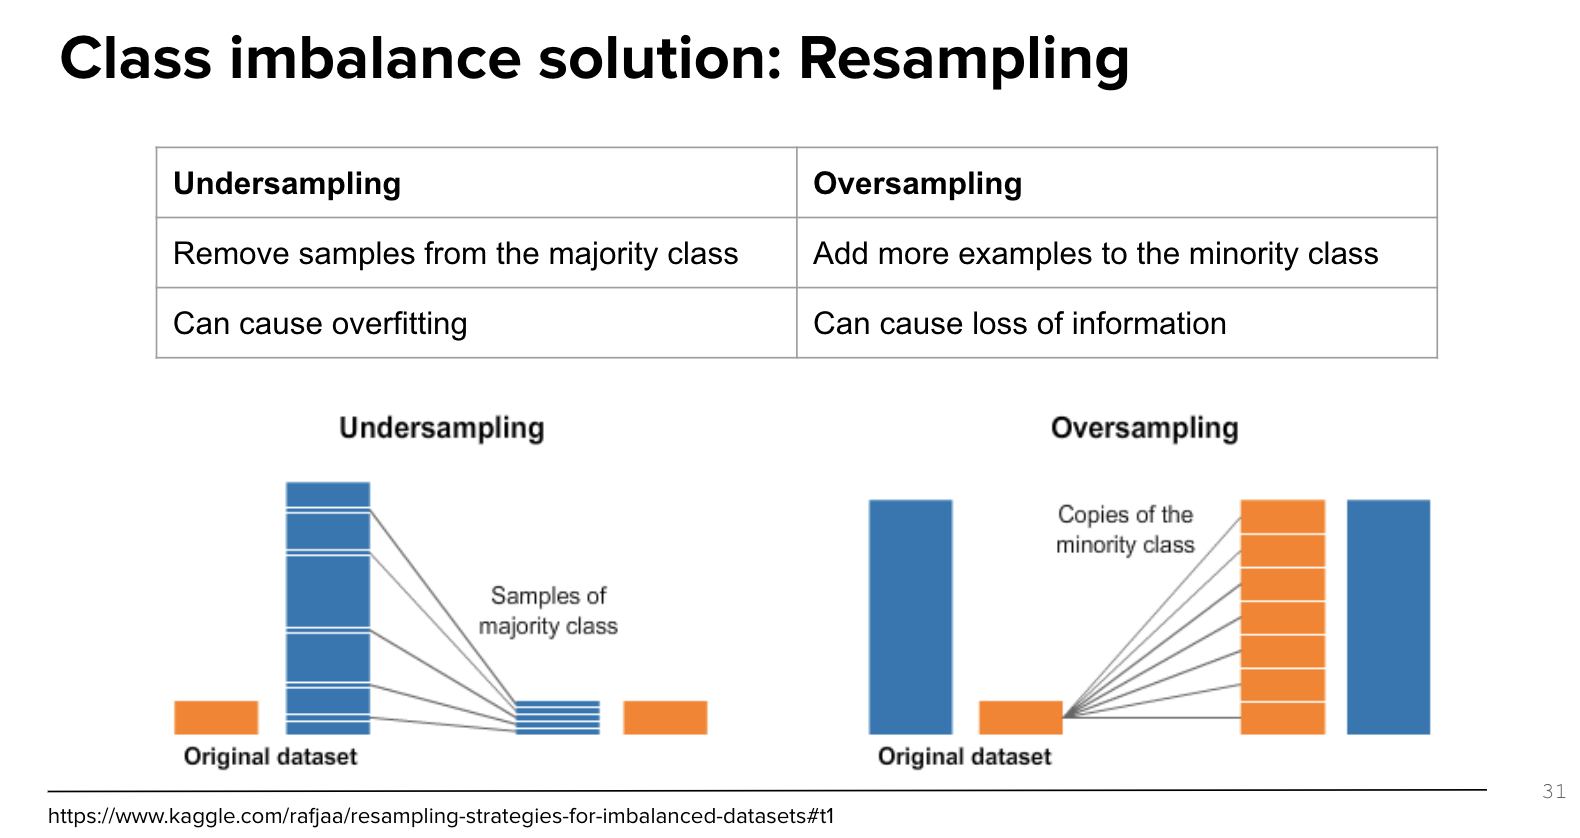 Class imbalance solution: Resampling
Undersampling
Oversampling
Remove samples from the majority class
Add more examples to the minority class
Can cause overfitting
Can cause loss of information
Undersampling
Samples of
majority class
Original dataset
Oversampling
Copies of the
minority class
Original dataset
31
https://www.kaggle.com/rafjaa/resampling-strategies-for-imbalanced-datasets#t1